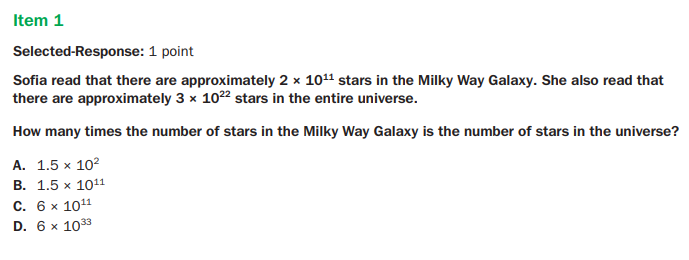 Item 1
Selected-Response: 1 point
Sofia read that there are approximately 2 × 10¹¹ stars in the Milky Way Galaxy. She also read that
there are approximately 3 × 10²² stars in the entire universe.
How many times the number of stars in the Milky Way Galaxy is the number of stars in the universe?
A. 1.5 × 10²
B. 1.5 × 10¹¹
C. 6 × 10¹¹
D. 6 × 10³³